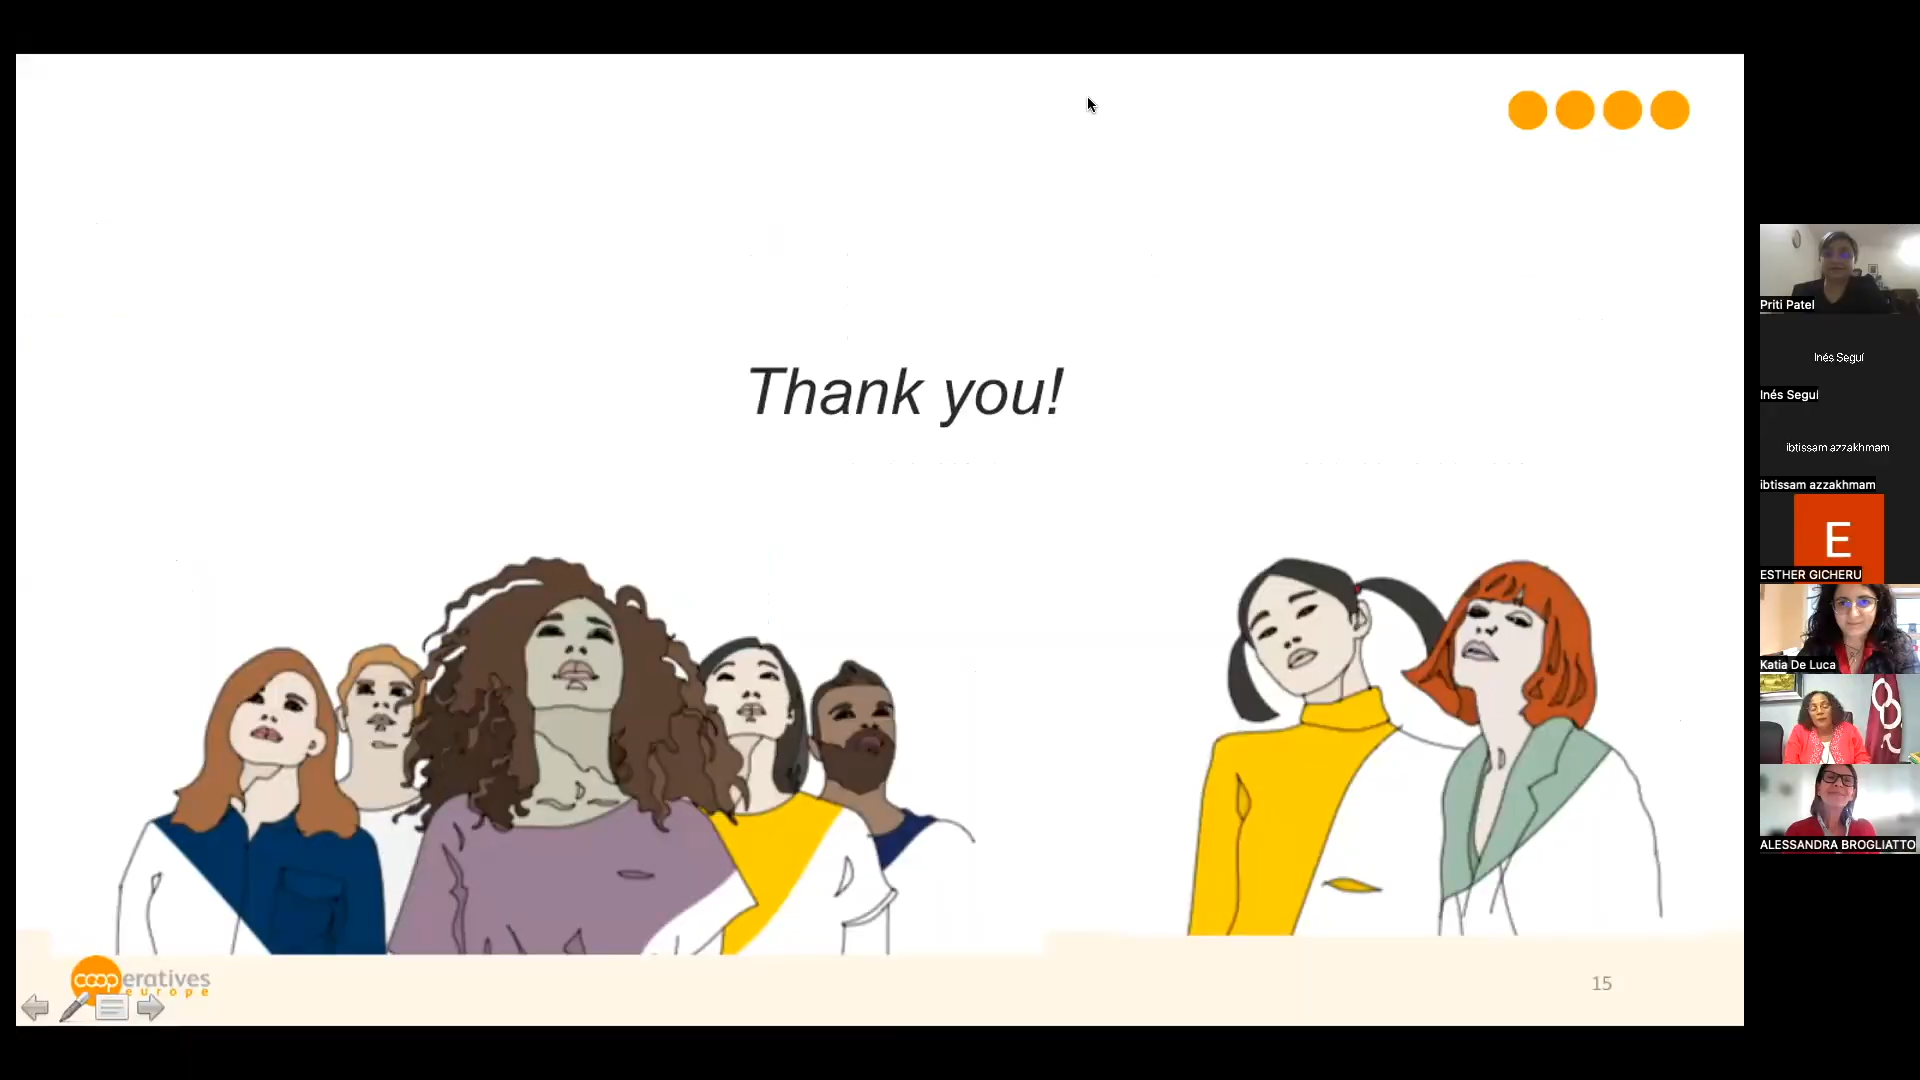 Thank you!
cooperatives
europe
15
Priti Patel
Inés Seguí
Inés Seguí
ibtissam azzakhmam
ibtissam azzakhmam
E
ESTHER GICHERU
Katia De Luca
ALESSANDRA BROGLIATTO